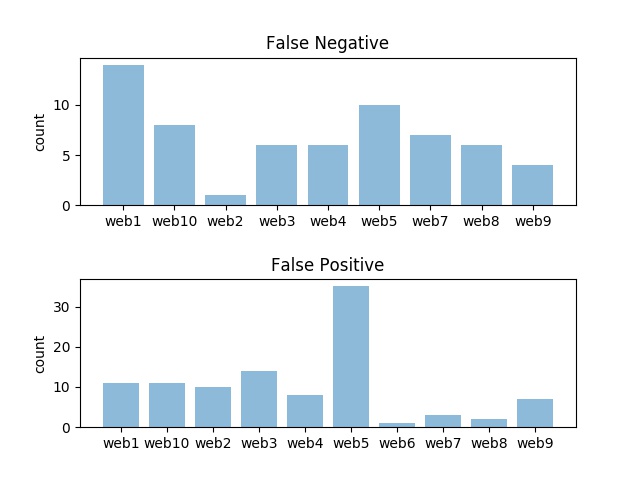 False Negative
count
10
5
0
web1 web10 web2 web3 web4 web5 web7 web8 web9
False Positive
count
30
20
10
0
web1 web10 web2 web3 web4 web5 web6 web7 web8 web9